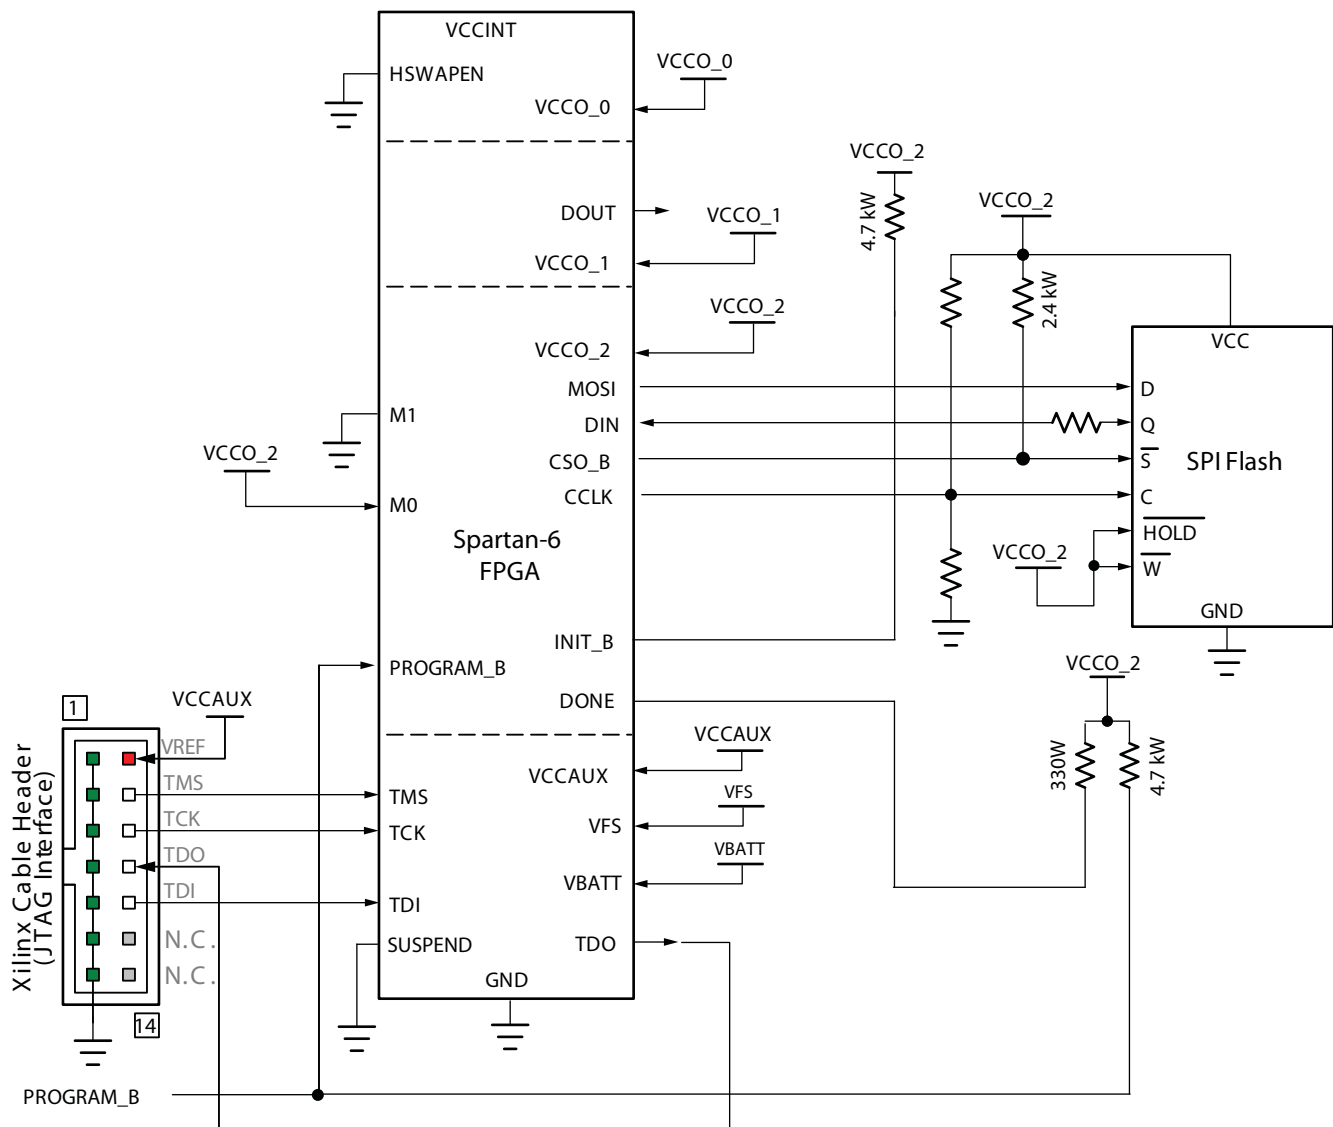 VCCINT
HSWAPEN
VCCO_0
VCCO_0
VCCO_2
4.7 kW
VCCO_2
DOUT
VCCO_1
VCCO_1
2.4 kW
VCCO_2
VCCO_2
VCC
MOSI
D
M1
DIN
Q
VCCO_2
CSO_B
S
SPI Flash
CCLK
C
M0
Spartan-6
FPGA
HOLD
VCCO_2
W
GND
INIT_B
PROGRAM_B
VCCO_2
DONE
1
VCCAUX
VREF
VCCAUX
VCCAUX
330W
4.7 kW
TMS
TMS
VFS
VFS
TCK
TCK
TDO
VBATT
VBATT
TDI
TDI
N.C.
SUSPEND
TDO
N.C.
GND
Xilinx Cable Header
(JTAG Interface)
14
PROGRAM_B